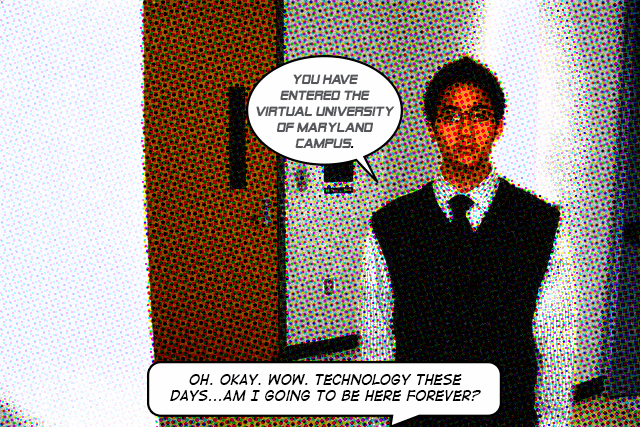 YOU HAVE
ENTERED THE
VIRTUAL UNIVERSITY
OF MARYLAND
CAMPUS.
OH. OKAY. WOW. TECHNOLOGY THESE
DAYS...AM I GOING TO BE HERE FOREVER?